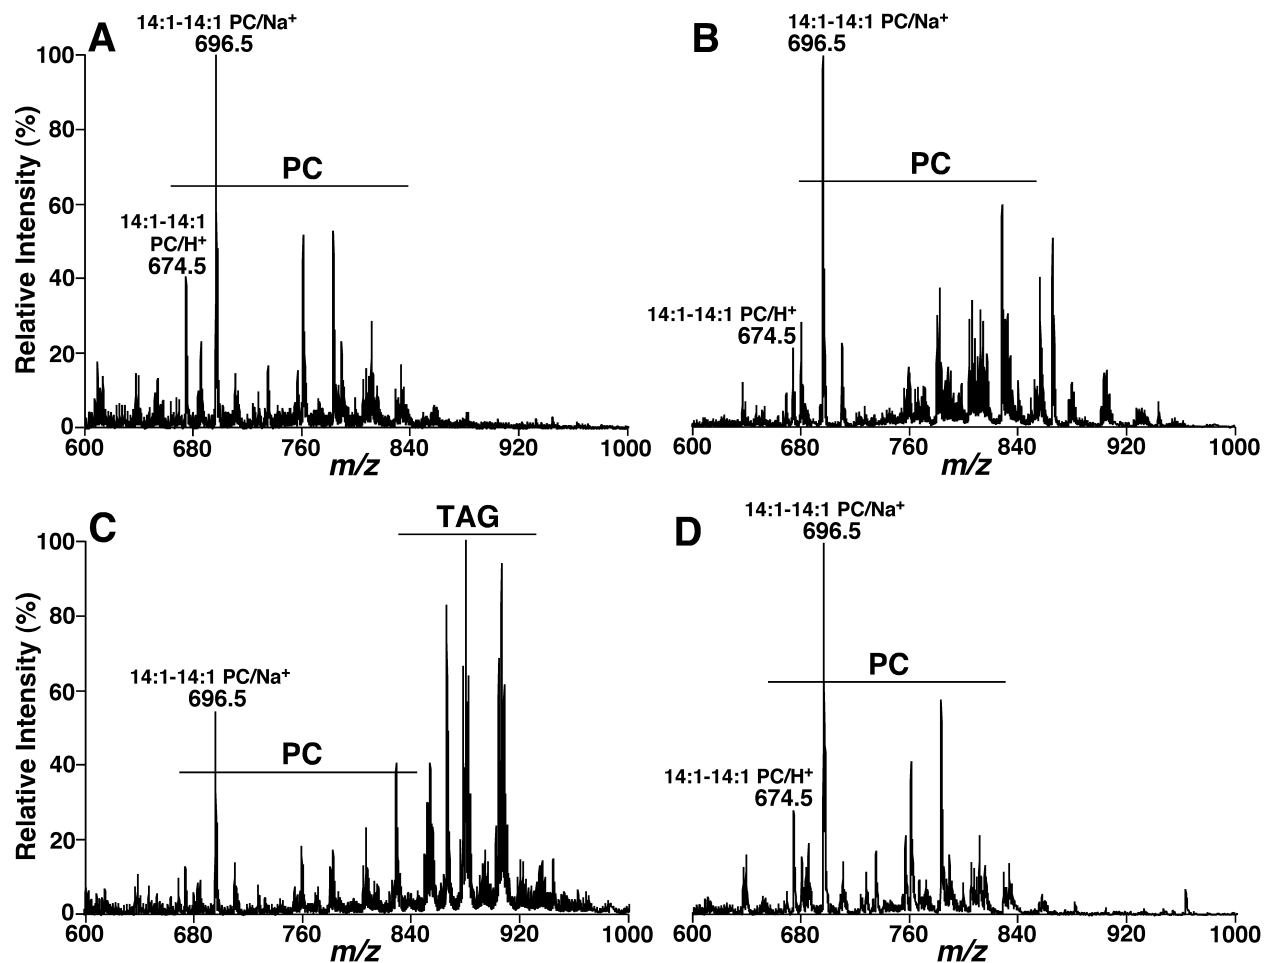 A
14:1-14:1 PC/Na+
696.5
PC
14:1-14:1
PC/H+
674.5
Relative Intensity (%)
100
80
60
40
20
0
600 680 760 840 920 1000
m/z
B
14:1-14:1 PC/Na+
696.5
PC
14:1-14:1 PC/H+
674.5
600 680 760 840 920 1000
m/z
C
TAG
14:1-14:1 PC/Na+
696.5
PC
Relative Intensity (%)
100
80
60
40
20
0
600 680 760 840 920 1000
m/z
D
14:1-14:1 PC/Na+
696.5
PC
14:1-14:1 PC/H+
674.5
600 680 760 840 920 1000
m/z